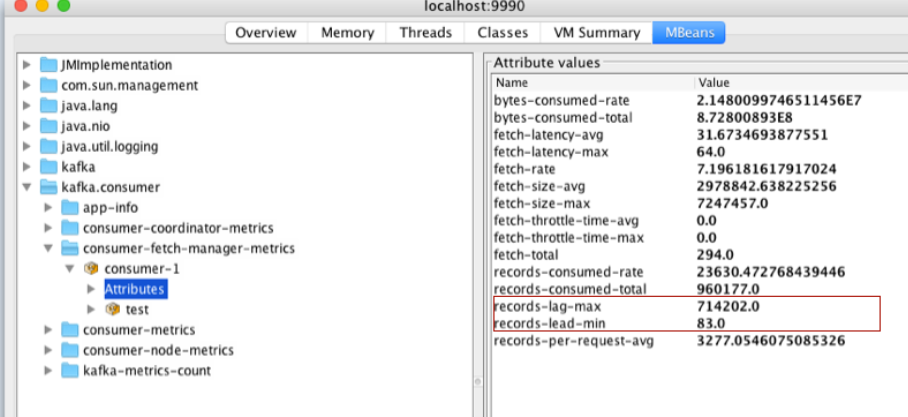 localhost:9990
Overview Memory Threads Classes VM Summary MBeans
JMImplementation
com.sun.management
java.lang
java.nio
java.util.logging
kafka
kafka.consumer
app-info
consumer-coordinator-metrics
consumer-fetch-manager-metrics
consumer-1
Attributes
test
consumer-metrics
consumer-node-metrics
kafka-metrics-count
Attribute values
Name Value
bytes-consumed-rate 2.1480099746511456E7
bytes-consumed-total 8.72800893E8
fetch-latency-avg 31.6734693877551
fetch-latency-max 64.0
fetch-rate 7.196181617917024
fetch-size-avg 2978842.638225256
fetch-size-max 7247457.0
fetch-throttle-time-avg 0.0
fetch-throttle-time-max 0.0
fetch-total 294.0
records-consumed-rate 23630.472768439446
records-consumed-total 960177.0
records-lag-max 714202.0
records-lead-min 83.0
records-per-request-avg 3277.0546075085326